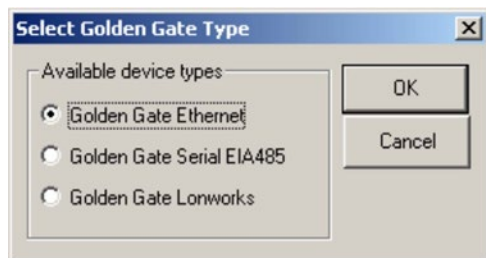 Select Golden Gate Type
Available device types
Golden Gate Ethernet
Golden Gate Serial EIA485
Golden Gate Lonworks
OK
Cancel